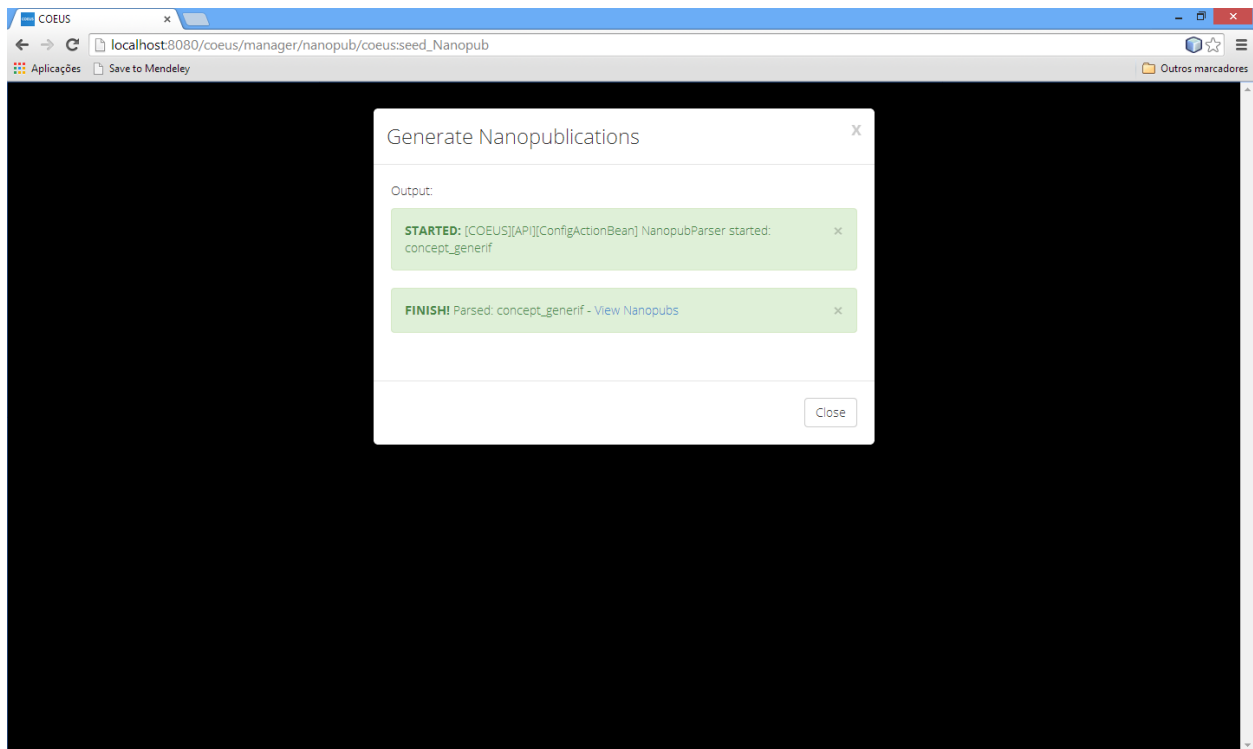 COEUS
localhost:8080/coeus/manager/nanopub/coeus:seed_Nanopub
Aplicações Save to Mendeley Outros marcadores
Generate Nanopublications x
Output:
STARTED: [COEUS][API][ConfigActionBean] NanopubParser started: ×
concept_generif
FINISH! Parsed: concept_generif - View Nanopubs ×
Close